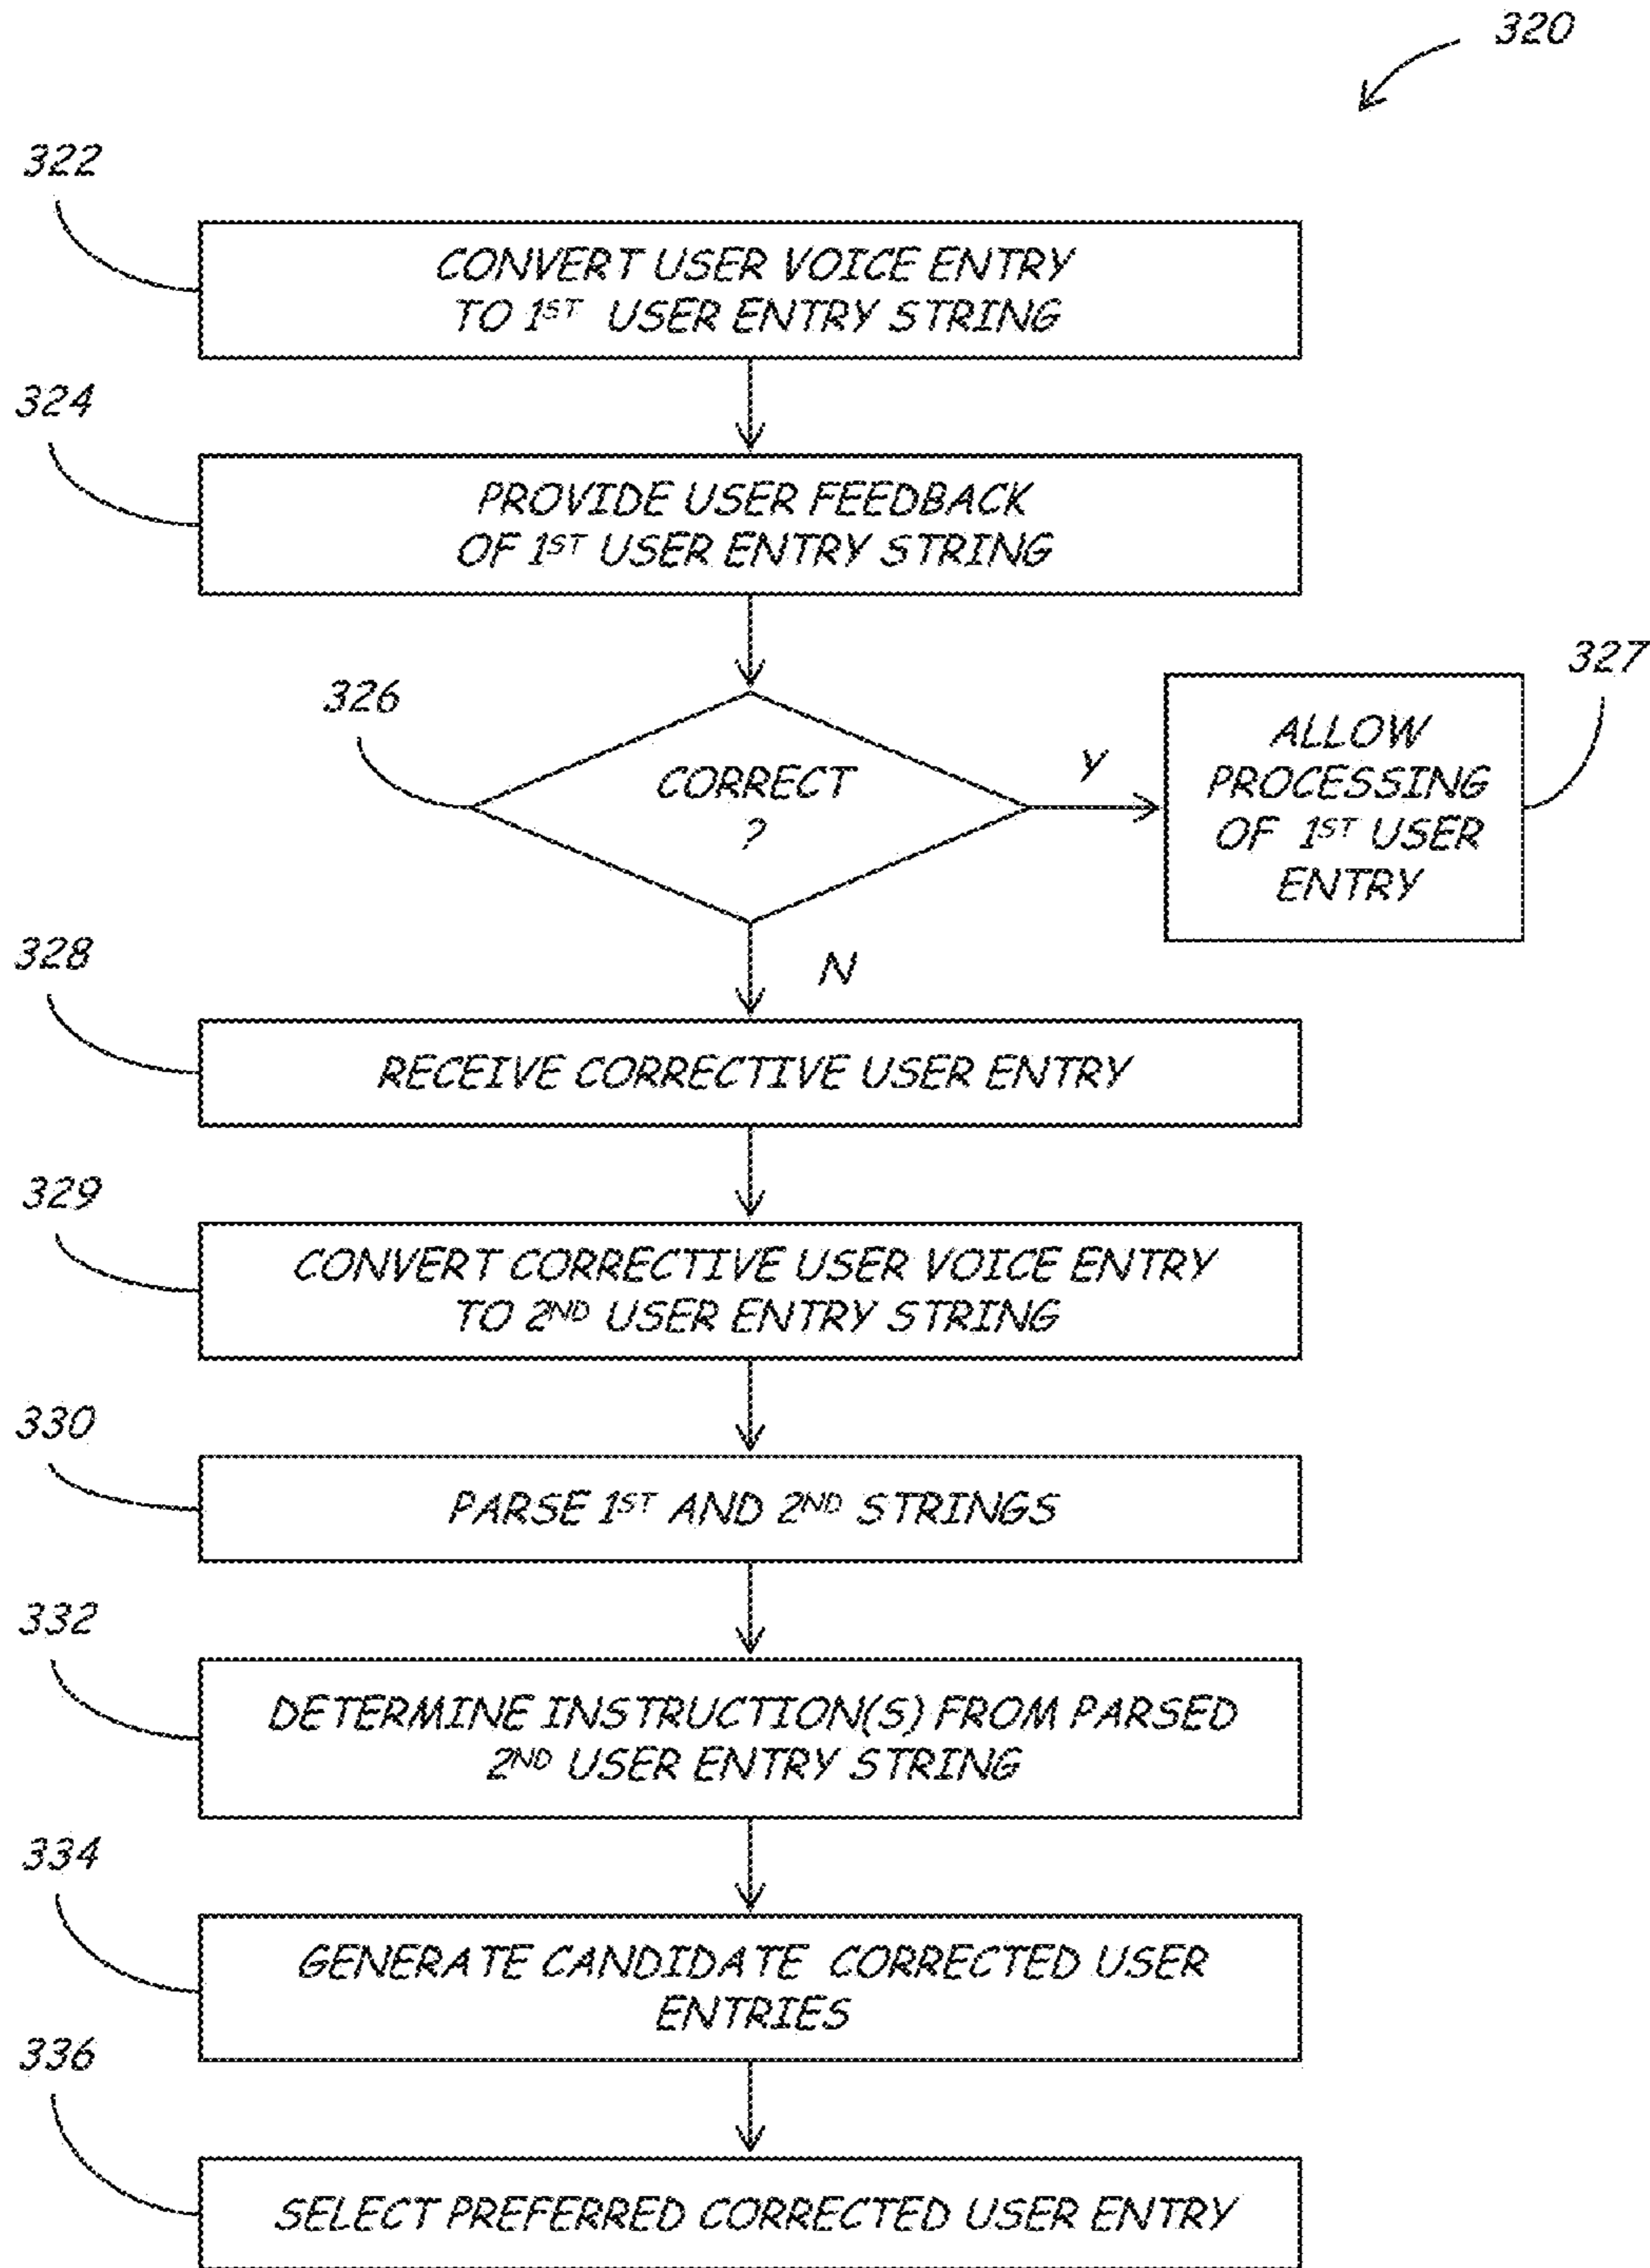 320
322
CONVERT USER VOICE ENTRY
TO 1ST USER ENTRY STRING
324
PROVIDE USER FEEDBACK
OF 1ST USER ENTRY STRING
326
CORRECT
?
Y
327
ALLOW
PROCESSING
OF 1ST USER
ENTRY
N
328
RECEIVE CORRECTIVE USER ENTRY
329
CONVERT CORRECTIVE USER VOICE ENTRY
TO 2ND USER ENTRY STRING
330
PARSE 1ST AND 2ND STRINGS
332
DETERMINE INSTRUCTION(S) FROM PARSED
2ND USER ENTRY STRING
334
GENERATE CANDIDATE CORRECTED USER
ENTRIES
336
SELECT PREFERRED CORRECTED USER ENTRY